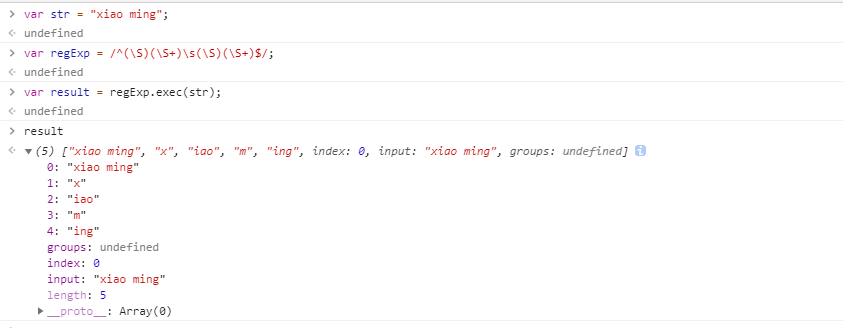 > var str = "xiao ming";
< undefined
> var regExp = /^(\S)(\S+)\s(\S)(\S+)$/;
< undefined
> var result = regExp.exec(str);
< undefined
> result
< ▼(5) ["xiao ming", "x", "iao", "m", "ing", index: 0, input: "xiao ming", groups: undefined] i
0: "xiao ming"
1: "x"
2: "iao"
3: "m"
4: "ing"
groups: undefined
index: 0
input: "xiao ming"
length: 5
▶__proto__: Array(0)